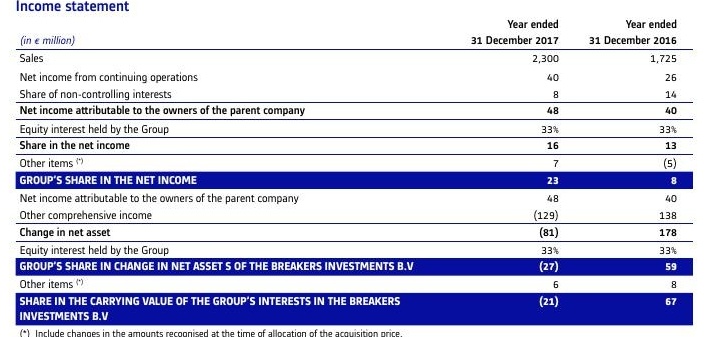 Income statement
Year ended Year ended
(in € million) 31 December 2017 31 December 2016
Sales 2,300 1,725
Net income from continuing operations 40 26
Share of non-controlling interests 8 14
Net income attributable to the owners of the parent company 48 40
Equity interest held by the Group 33% 33%
Share in the net income 16 13
Other items (*) 7 (5)
GROUP'S SHARE IN THE NET INCOME 23 8
Net income attributable to the owners of the parent company 48 40
Other comprehensive income (129) 138
Change in net asset (81) 178
Equity interest held by the Group 33% 33%
GROUP'S SHARE IN CHANGE IN NET ASSET S OF THE BREAKERS INVESTMENTS B.V (27) 59
Other items (*) 6 8
SHARE IN THE CARRYING VALUE OF THE GROUP'S INTERESTS IN THE BREAKERS (21) 67
INVESTMENTS B.V
(*) Include changes in the amounts recognised at the time of allocation of the acquisition price.